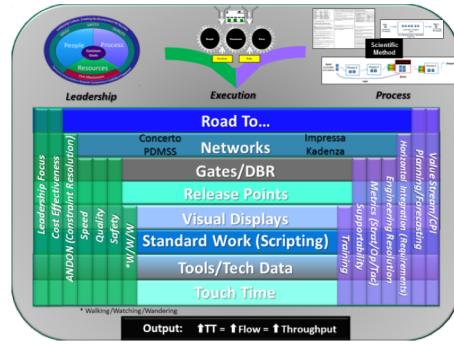 People
Process
Common Goals
Resources
Scientific
Method
Leadership
Execution
Process
Road To...
Concerto
Impressa
Networks
PDMSS
Kadenza
Gates/DBR
Release Points
Visual Displays
Standard Work (Scripting)
Tools/Tech Data
Touch Time
Leadership Focus
Cost Effectiveness
ANDON (Constraint Resolution)
Speed
Quality
Safety
*W/W/W
Training
Supportability
Metrics (Strat/Op/Tac)
Engineering Resolution
Horizontal Integration (Requirements)
Planning/Forecasting
Value Stream/CPI
* Walking/Watching/Wandering
Output: ⬆TT = ⬆Flow = ⬆Throughput